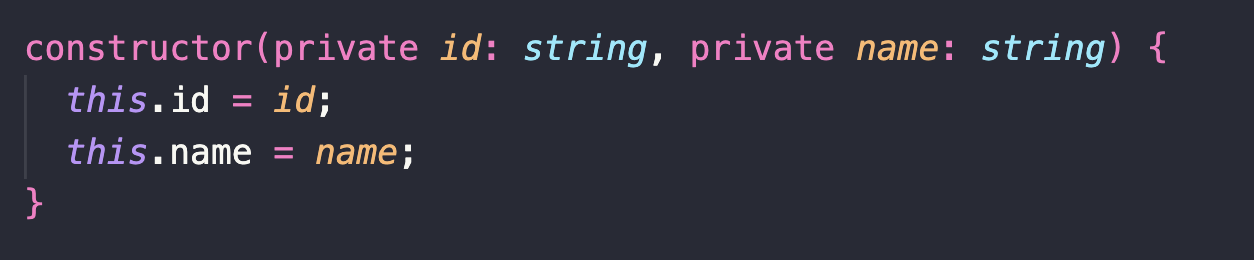 constructor(private id: string, private name: string) {
  this.id = id;
  this.name = name;
}